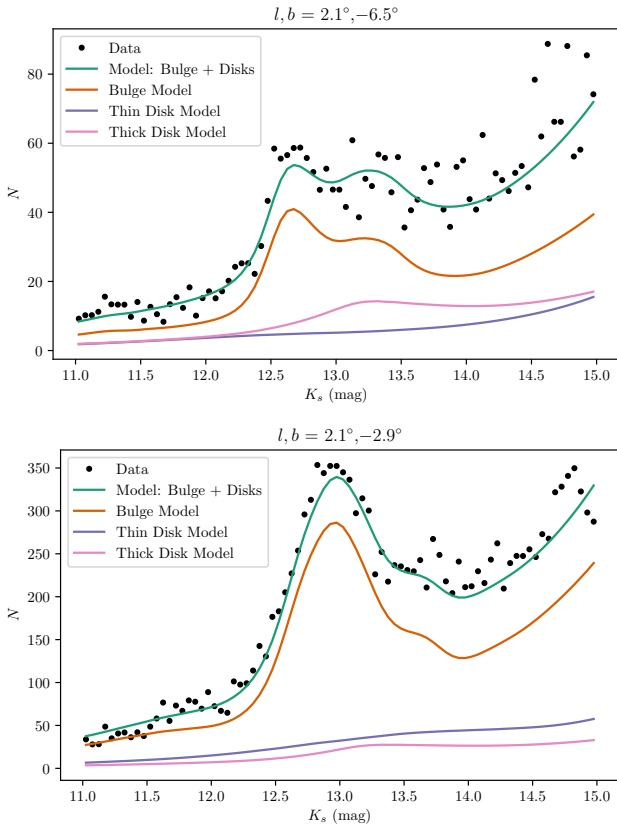 l, b = 2.1°,−6.5°
Data
Model: Bulge + Disks
Bulge Model
Thin Disk Model
Thick Disk Model
80
60
40
20
0
N
11.0 11.5 12.0 12.5 13.0 13.5 14.0 14.5 15.0
K_s (mag)
l, b = 2.1°,−2.9°
Data
Model: Bulge + Disks
Bulge Model
Thin Disk Model
Thick Disk Model
350
300
250
200
150
100
50
0
N
11.0 11.5 12.0 12.5 13.0 13.5 14.0 14.5 15.0
K_s (mag)